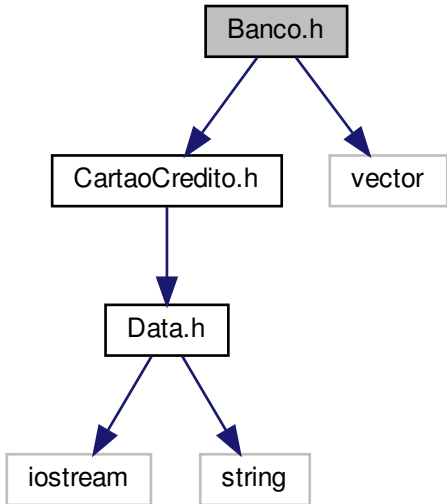 Banco.h
CartaoCredito.h
vector
Data.h
iostream
string